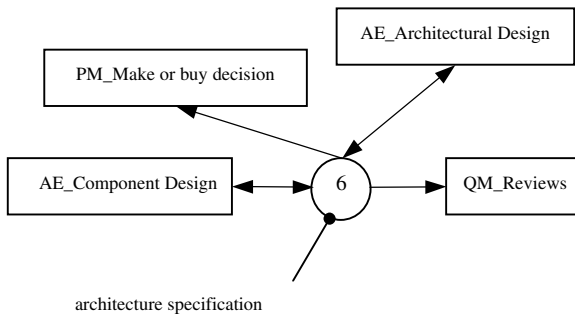 AE_Architectural Design
PM_Make or buy decision
AE_Component Design
6
QM_Reviews
architecture specification